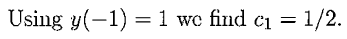 Using y(−1) = 1 we find c₁ = 1/2.